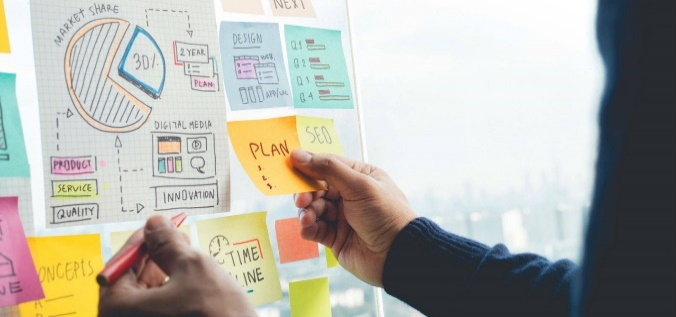 NEXT
MARKET SHARE
30%
2 YEAR
PLAN
DIGITAL MEDIA
PRODUCT
SERVICE
QUALITY
INNOVATION
DESIGN
Q1
Q2
Q3
Q4
PLAN
SEO
CONCEPTS
TIME
LINE